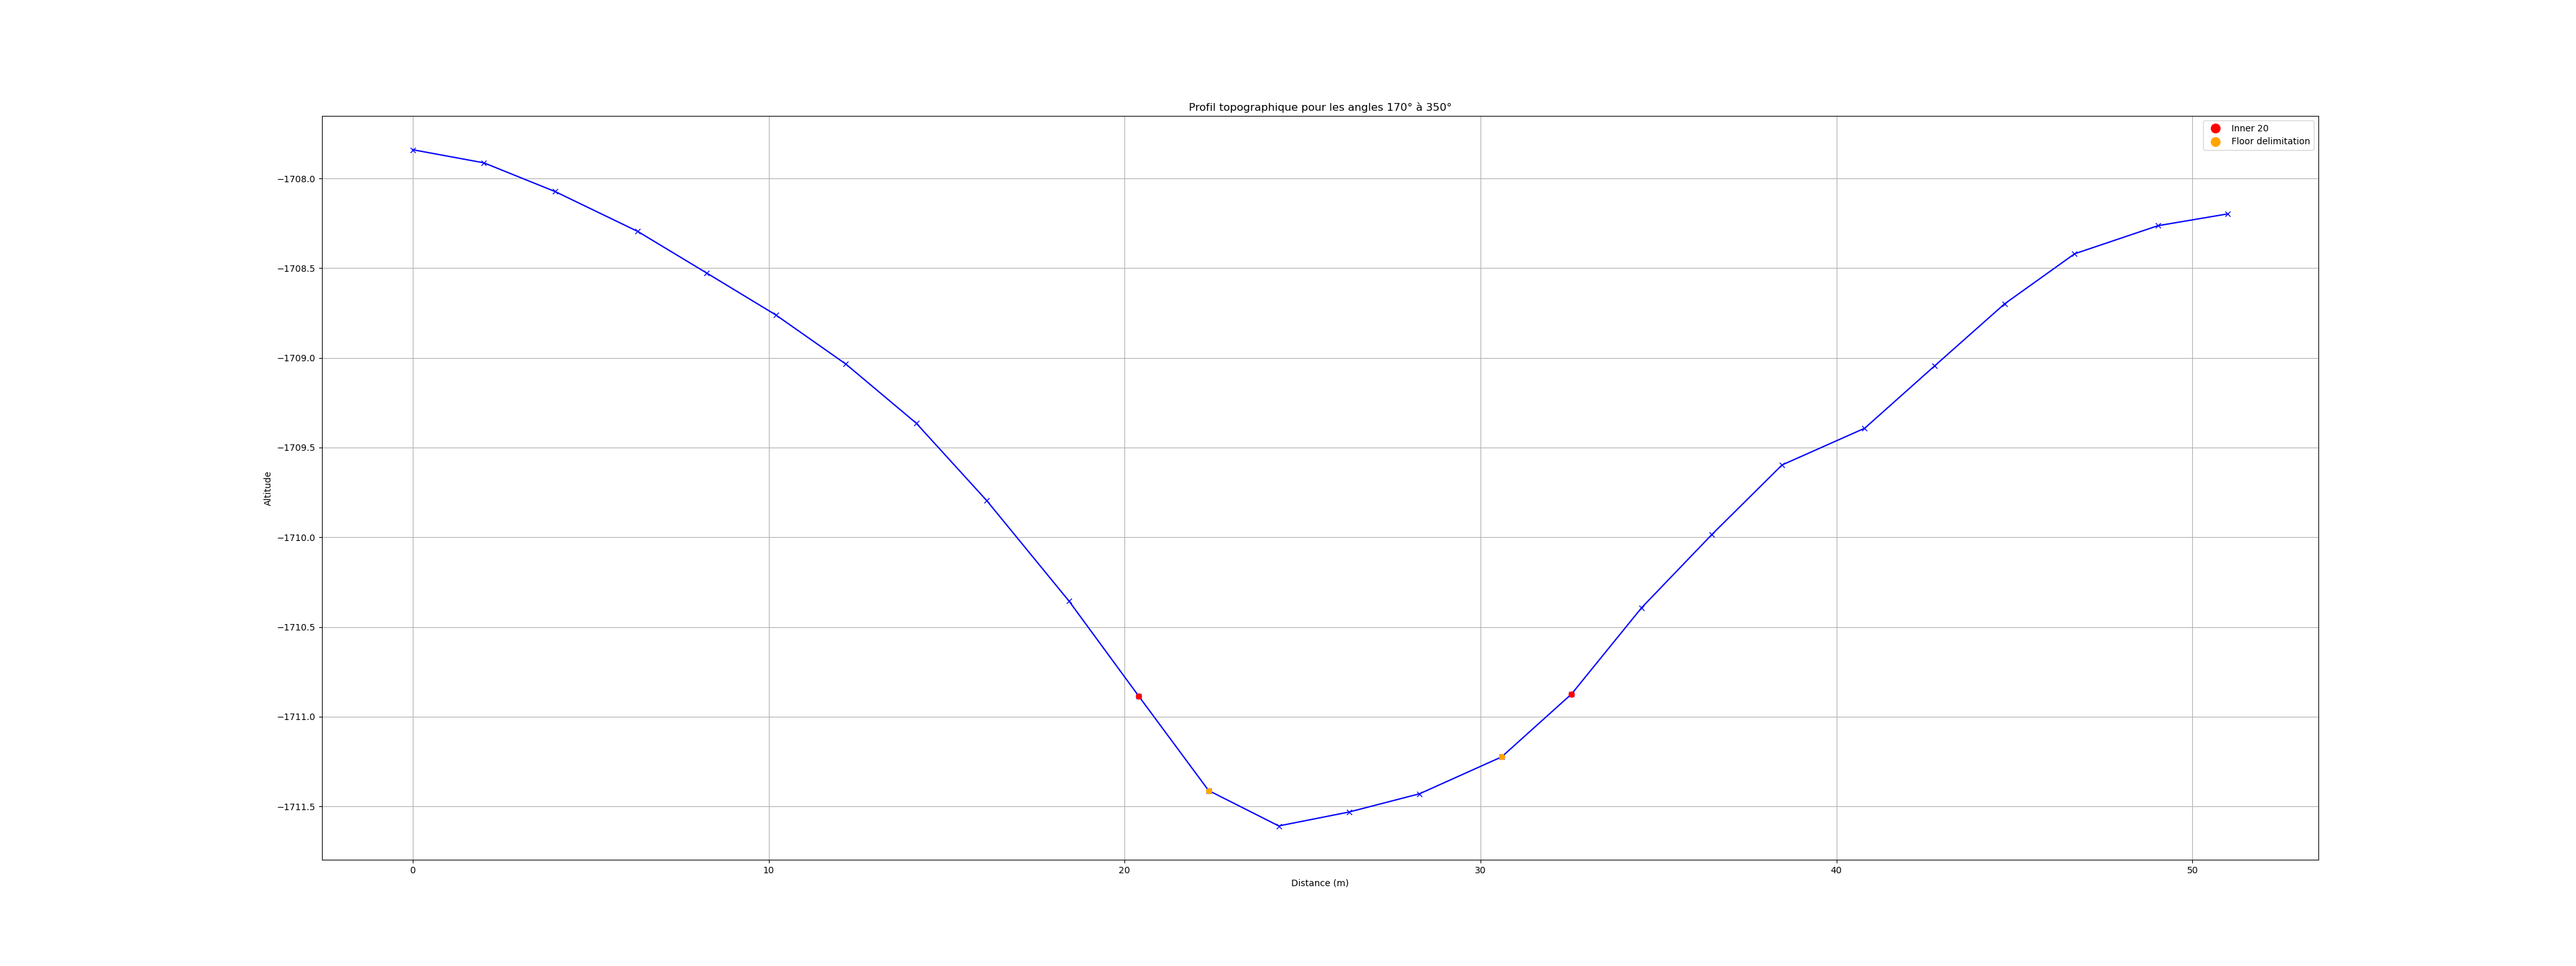 Profil topographique pour les angles 170° à 350°
Inner 20
Floor delimitation
−1708.0
−1708.5
−1709.0
−1709.5
−1710.0
−1710.5
−1711.0
−1711.5
Altitude
0 10 20 30 40 50
Distance (m)